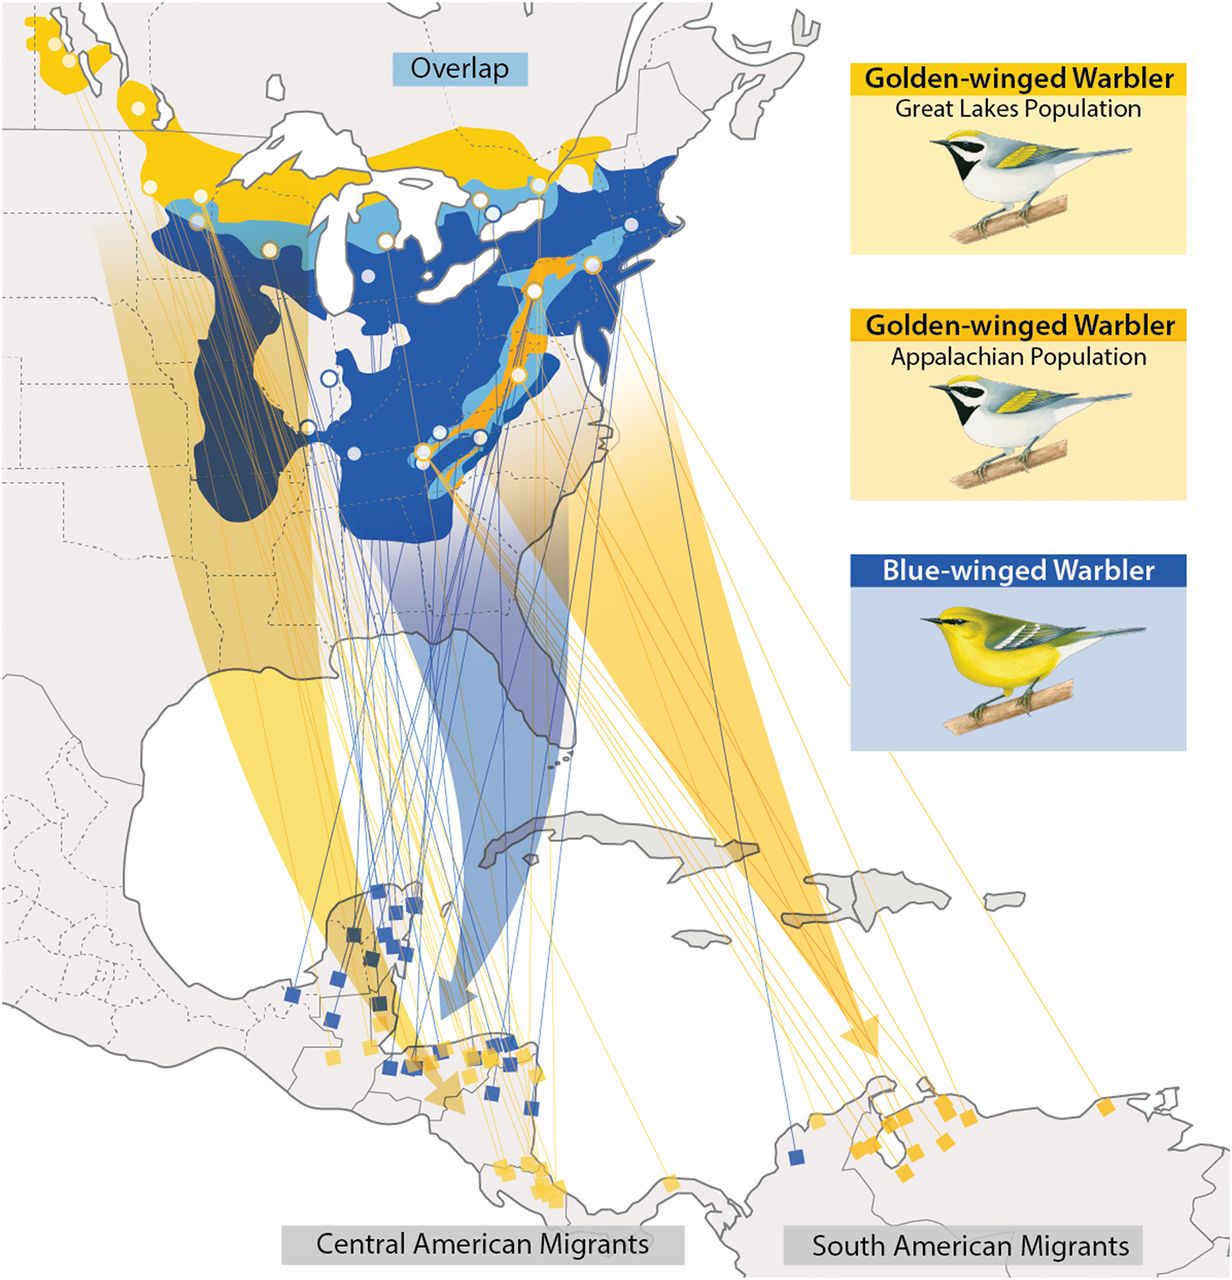 Overlap
Golden-winged Warbler
Great Lakes Population
Golden-winged Warbler
Appalachian Population
Blue-winged Warbler
Central American Migrants
South American Migrants